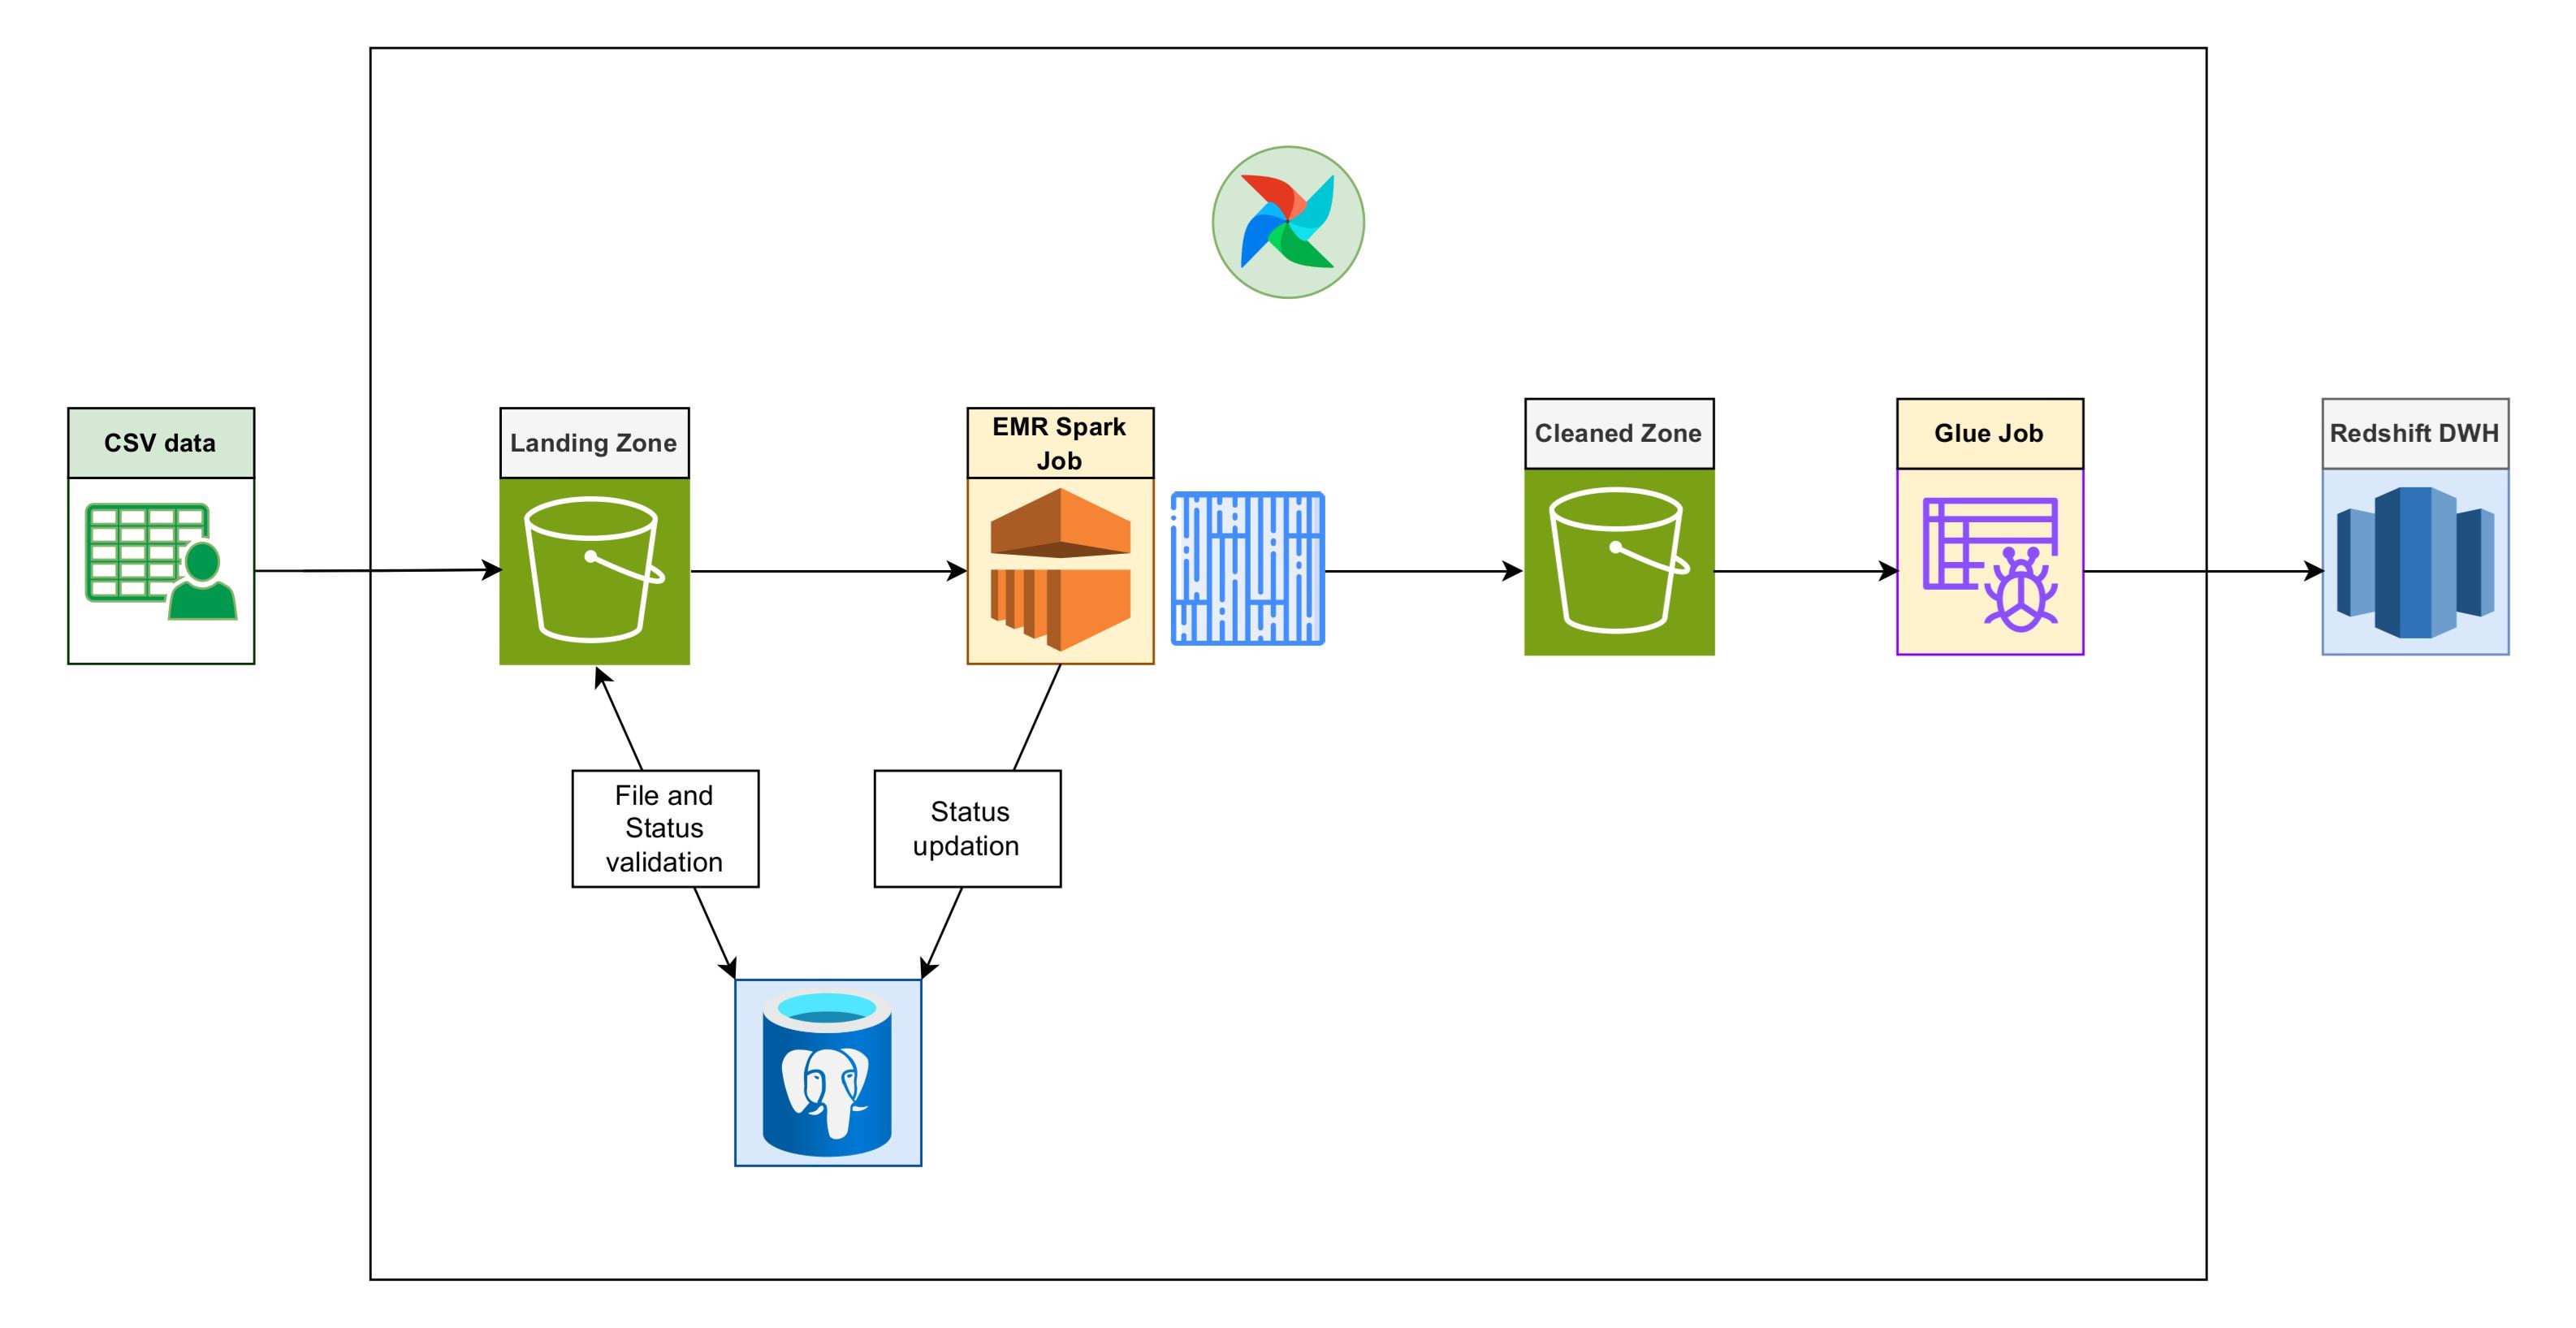 CSV data
Landing Zone
EMR Spark
Job
Cleaned Zone
Glue Job
Redshift DWH
File and
Status
validation
Status
updation